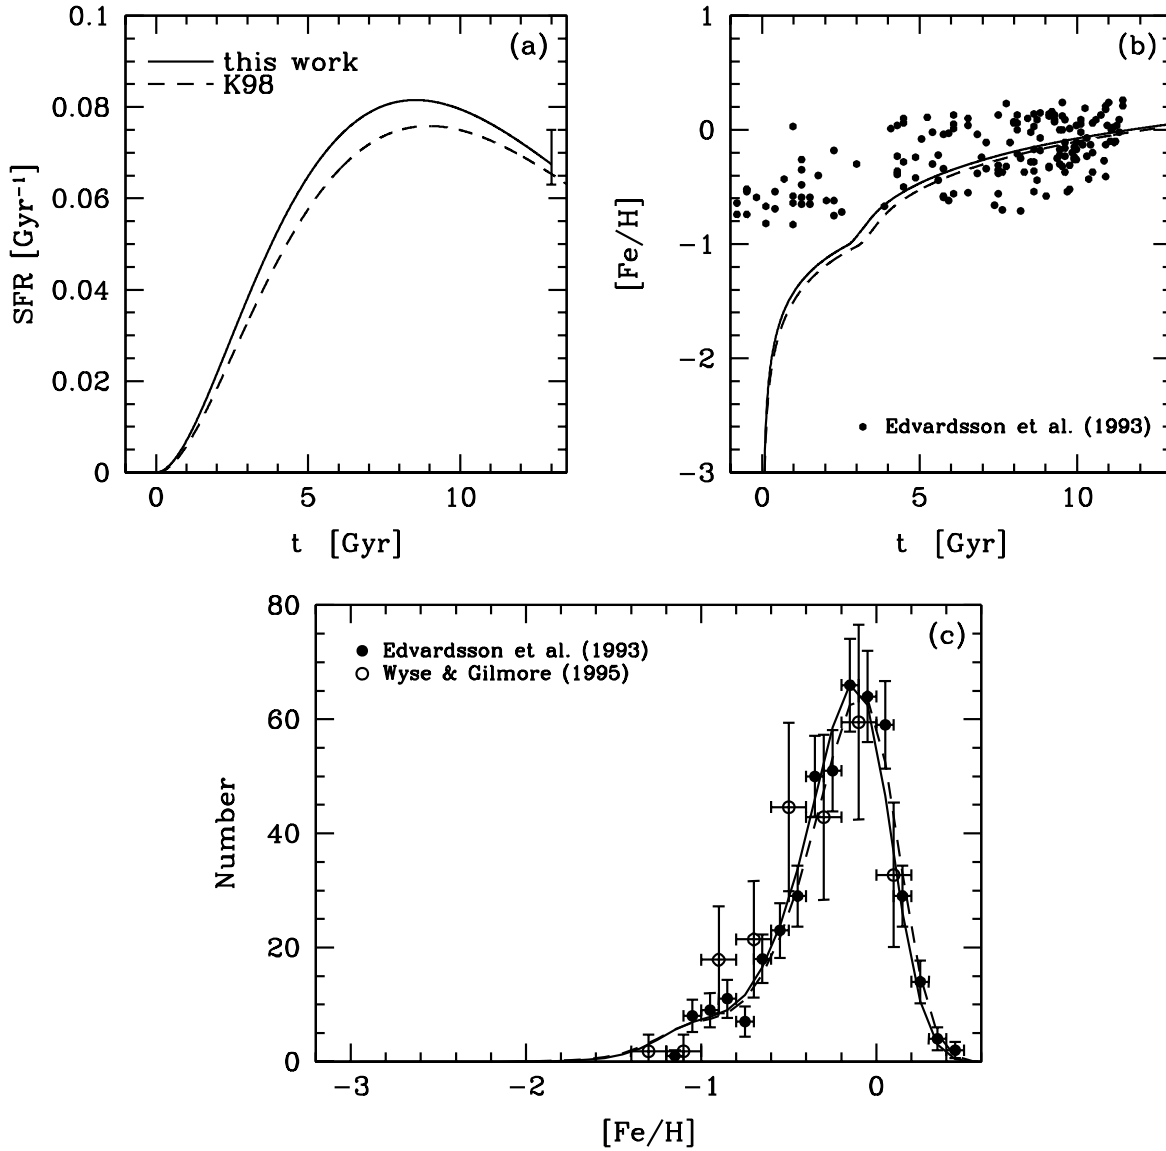 (a)
this work
K98
0.1
0.08
0.06
0.04
0.02
0
SFR [Gyr⁻¹]
0 5 10
t [Gyr]
(b)
1
0
−1
−2
−3
[Fe/H]
Edvardsson et al. (1993)
0 5 10
t [Gyr]
(c)
Edvardsson et al. (1993)
Wyse & Gilmore (1995)
80
60
40
20
0
Number
−3 −2 −1 0
[Fe/H]